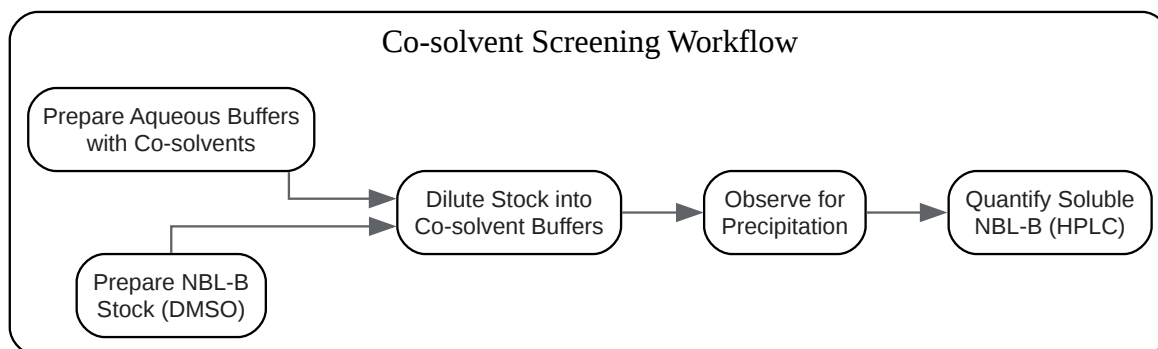 Co-solvent Screening Workflow
Prepare Aqueous Buffers
with Co-solvents
Prepare NBL-B
Stock (DMSO)
Dilute Stock into
Co-solvent Buffers
Observe for
Precipitation
Quantify Soluble
NBL-B (HPLC)